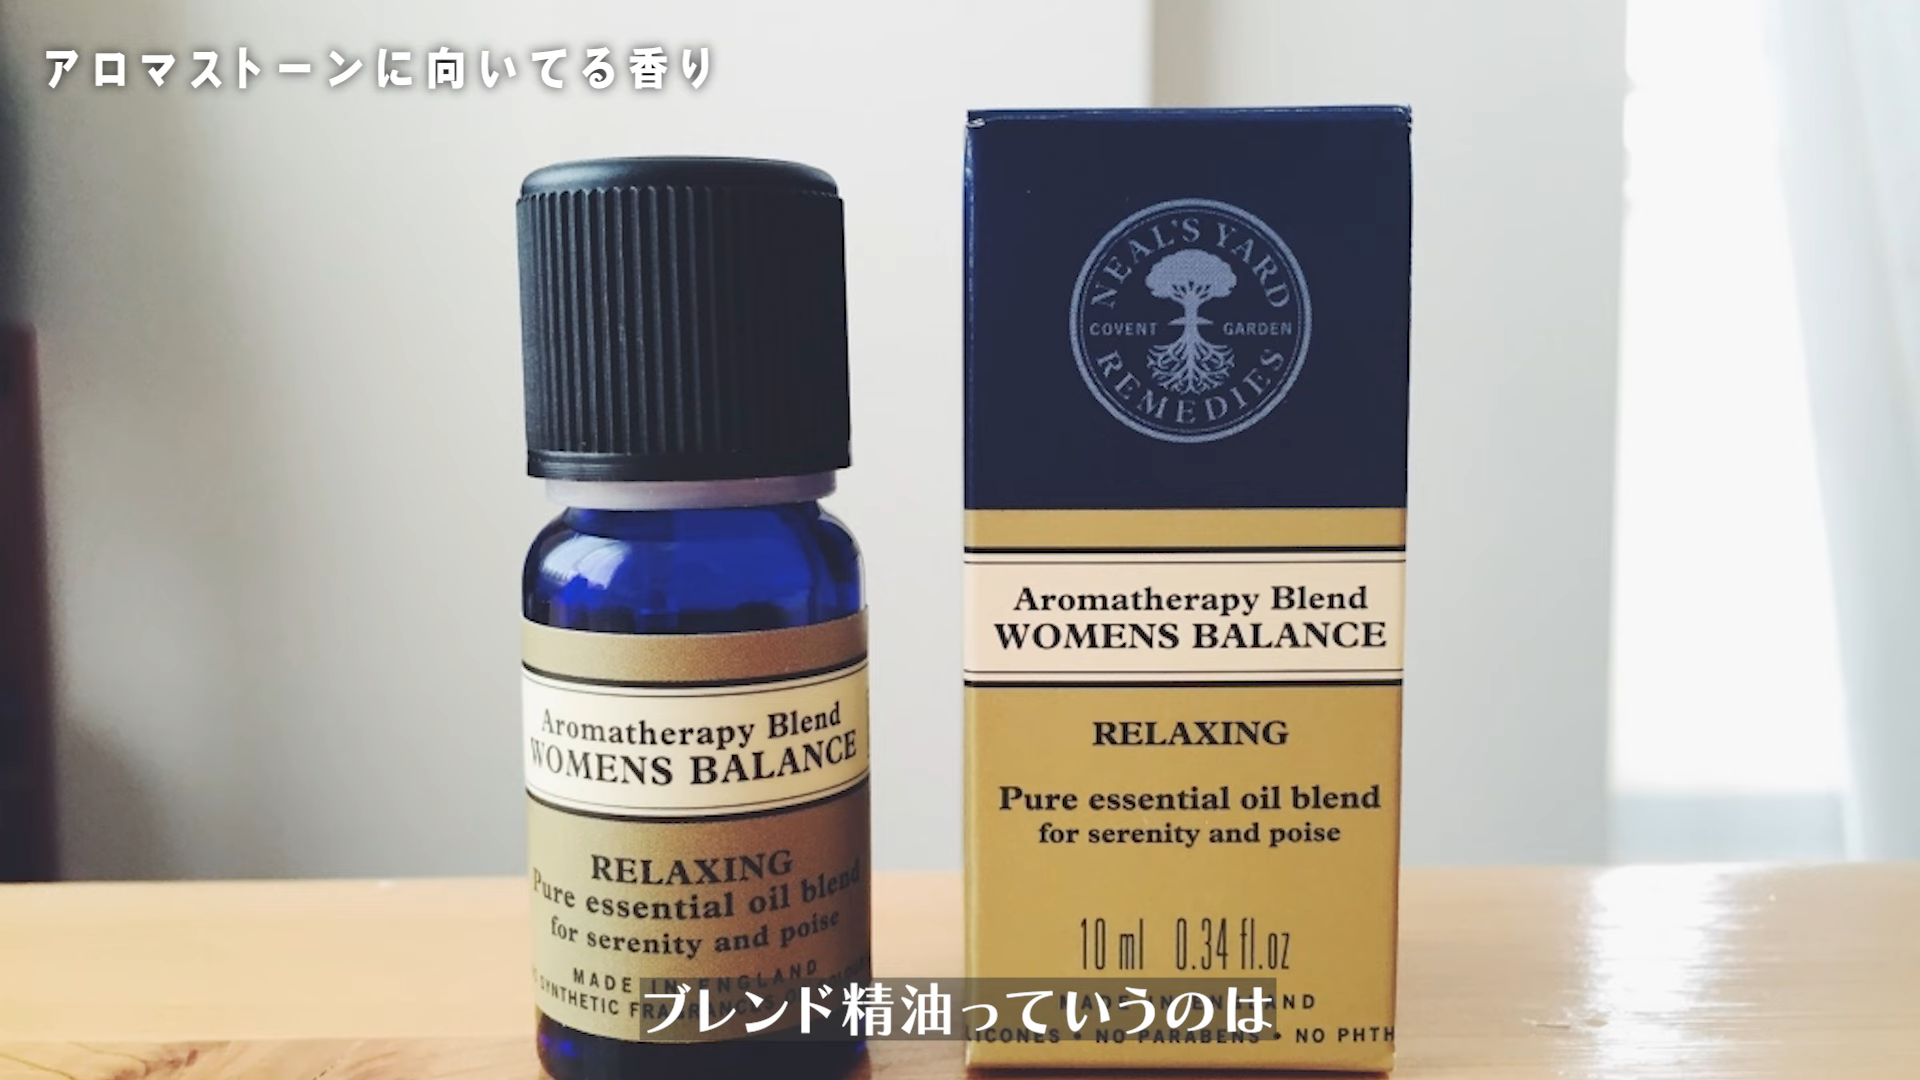 アロマストーンに向いてる香り
NEAL'S YARD
COVENT GARDEN
REMEDIES
Aromatherapy Blend
WOMENS BALANCE
RELAXING
Pure essential oil blend
for serenity and poise
10 ml 0.34 fl.oz
NO PARABENS • NO PHTH
Aromatherapy Blend
WOMENS BALANCE
RELAXING
Pure essential oil blend
for serenity and poise
MADE IN ENGLAND
SYNTHETIC
ブレンド精油っていうのは